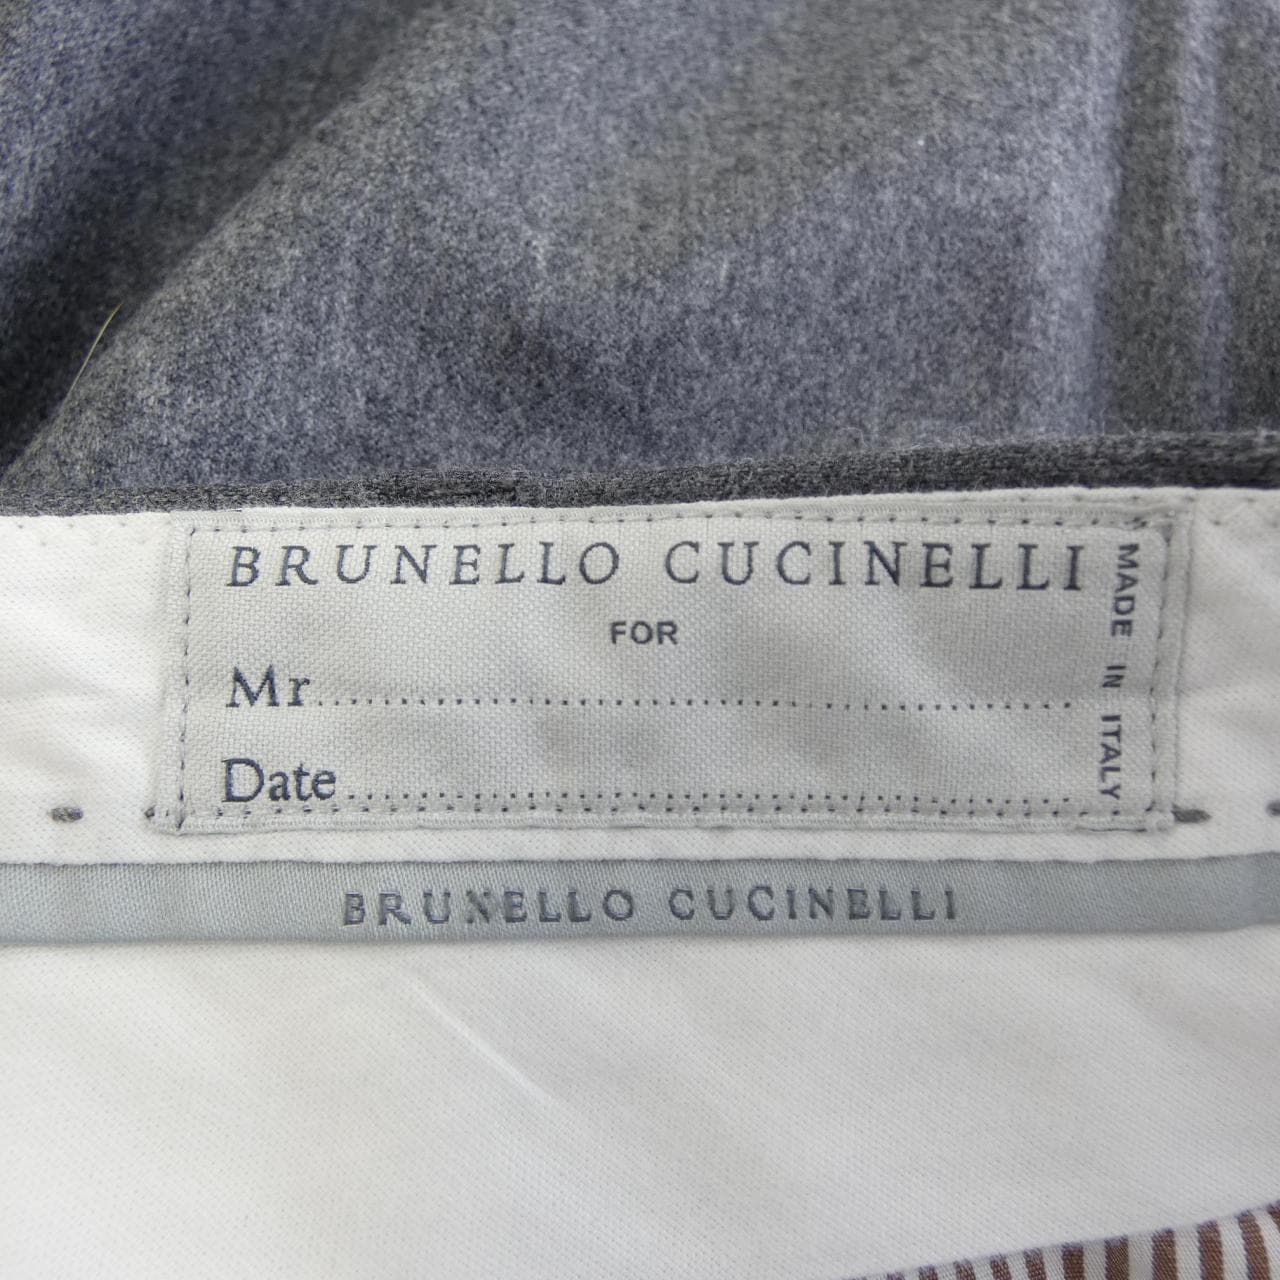 BRUNELLO CUCINELLI
FOR
Mr..........................................................
Date..........................................................
MADE IN ITALY
BRUNELLO CUCINELLI